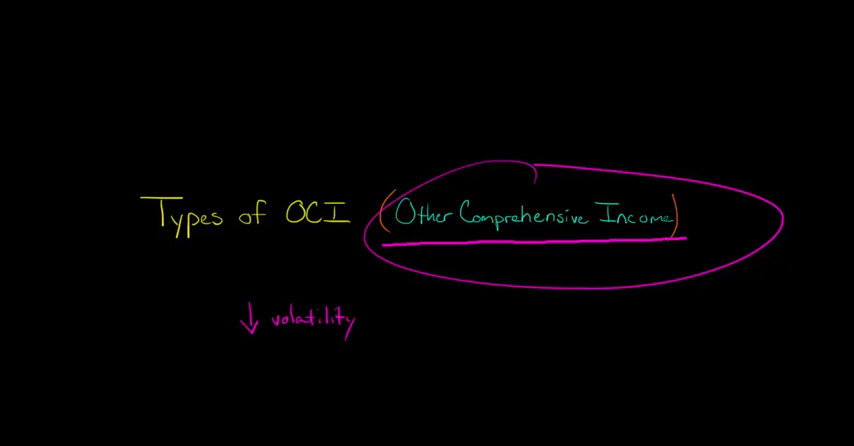 Types of OCI (Other Comprehensive Income)
↓ volatility